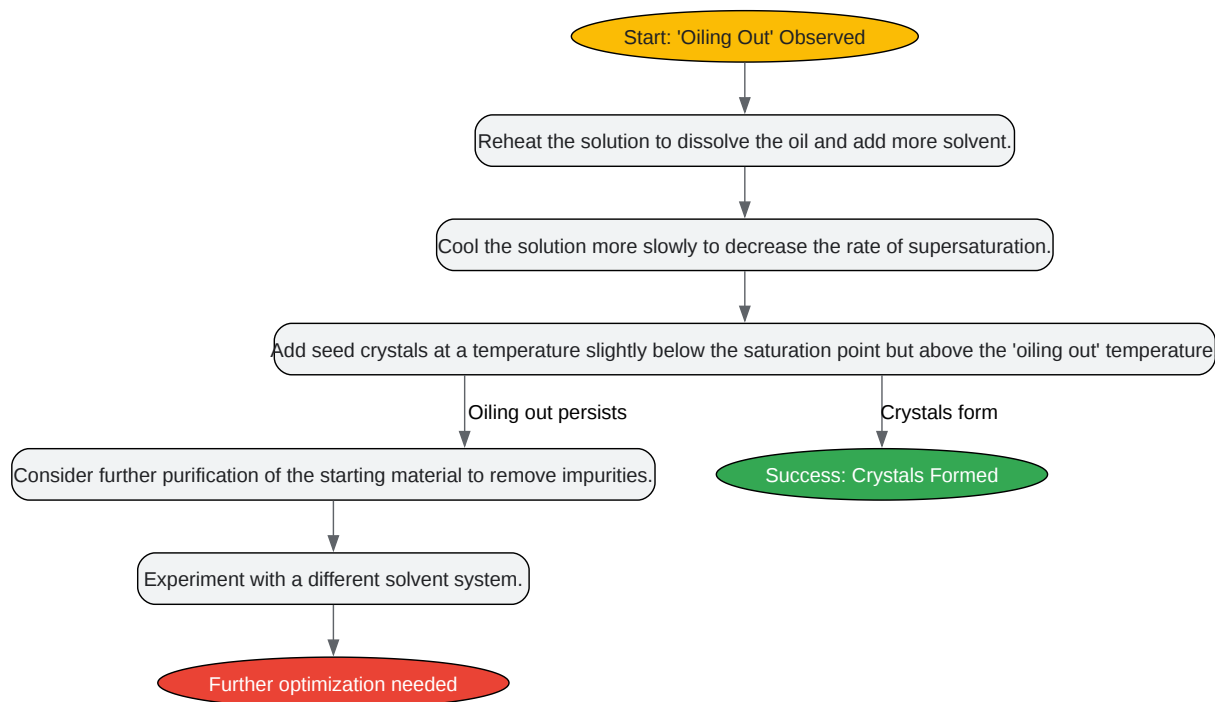 Start: 'Oiling Out' Observed
Reheat the solution to dissolve the oil and add more solvent.
Cool the solution more slowly to decrease the rate of supersaturation.
Add seed crystals at a temperature slightly below the saturation point but above the 'oiling out' temperature
Oiling out persists
Crystals form
Consider further purification of the starting material to remove impurities.
Success: Crystals Formed
Experiment with a different solvent system.
Further optimization needed